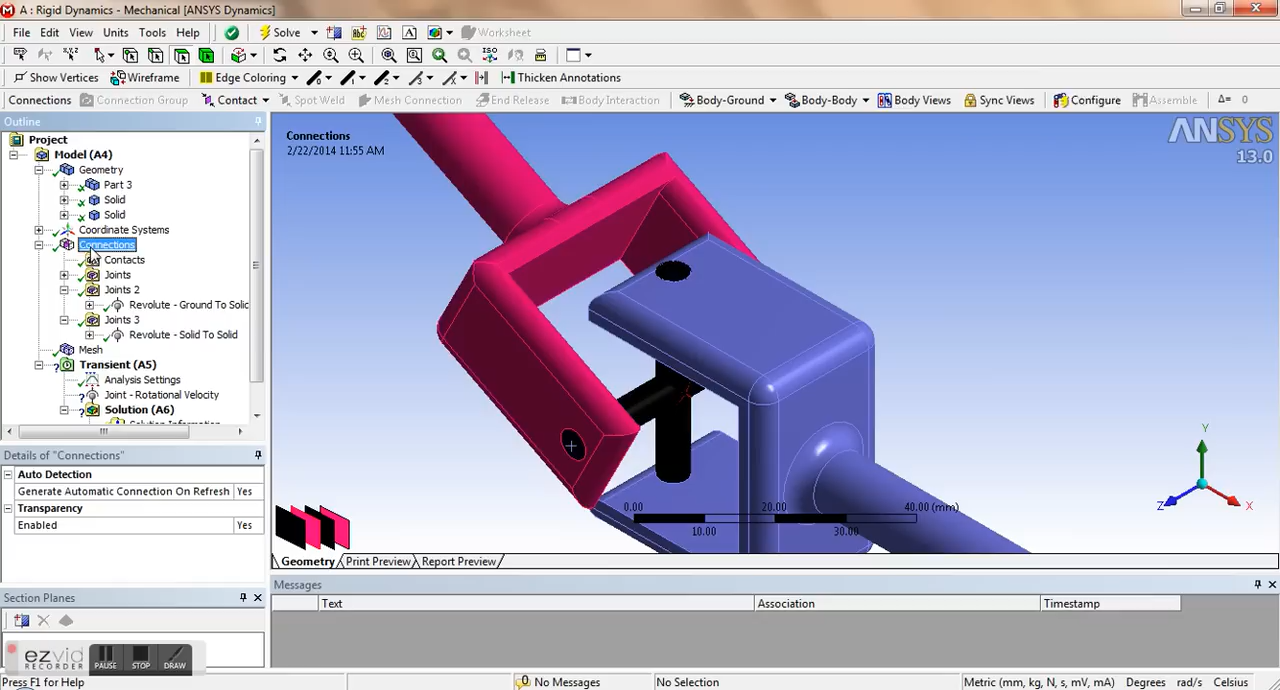 A : Rigid Dynamics - Mechanical [ANSYS Dynamics]
File Edit View Units Tools Help Solve Worksheet
Show Vertices Wireframe Edge Coloring Thicken Annotations
Connections Connection Group Contact Spot Weld Mesh Connection End Release Body Interaction Body-Ground Body-Body Body Views Sync Views Configure Assemble Δ= 0
Outline
Project
Model (A4)
Geometry
Part 3
Solid
Solid
Coordinate Systems
Connections
Contacts
Joints
Joints 2
Revolute - Ground To Solid
Joints 3
Revolute - Solid To Solid
Mesh
Transient (A5)
Analysis Settings
Joint - Rotational Velocity
Solution (A6)
Solution Information
Details of "Connections"
Auto Detection
Generate Automatic Connection On Refresh Yes
Transparency
Enabled Yes
Section Planes
ezvid
RECORDER
PAUSE STOP DRAW
Press F1 for Help
Connections
2/22/2014 11:55 AM
ANSYS
13.0
Y
Z X
0.00 20.00 40.00 (mm)
10.00 30.00
Geometry Print Preview Report Preview
Messages
Text Association Timestamp
No Messages No Selection Metric (mm, kg, N, s, mV, mA) Degrees rad/s Celsius